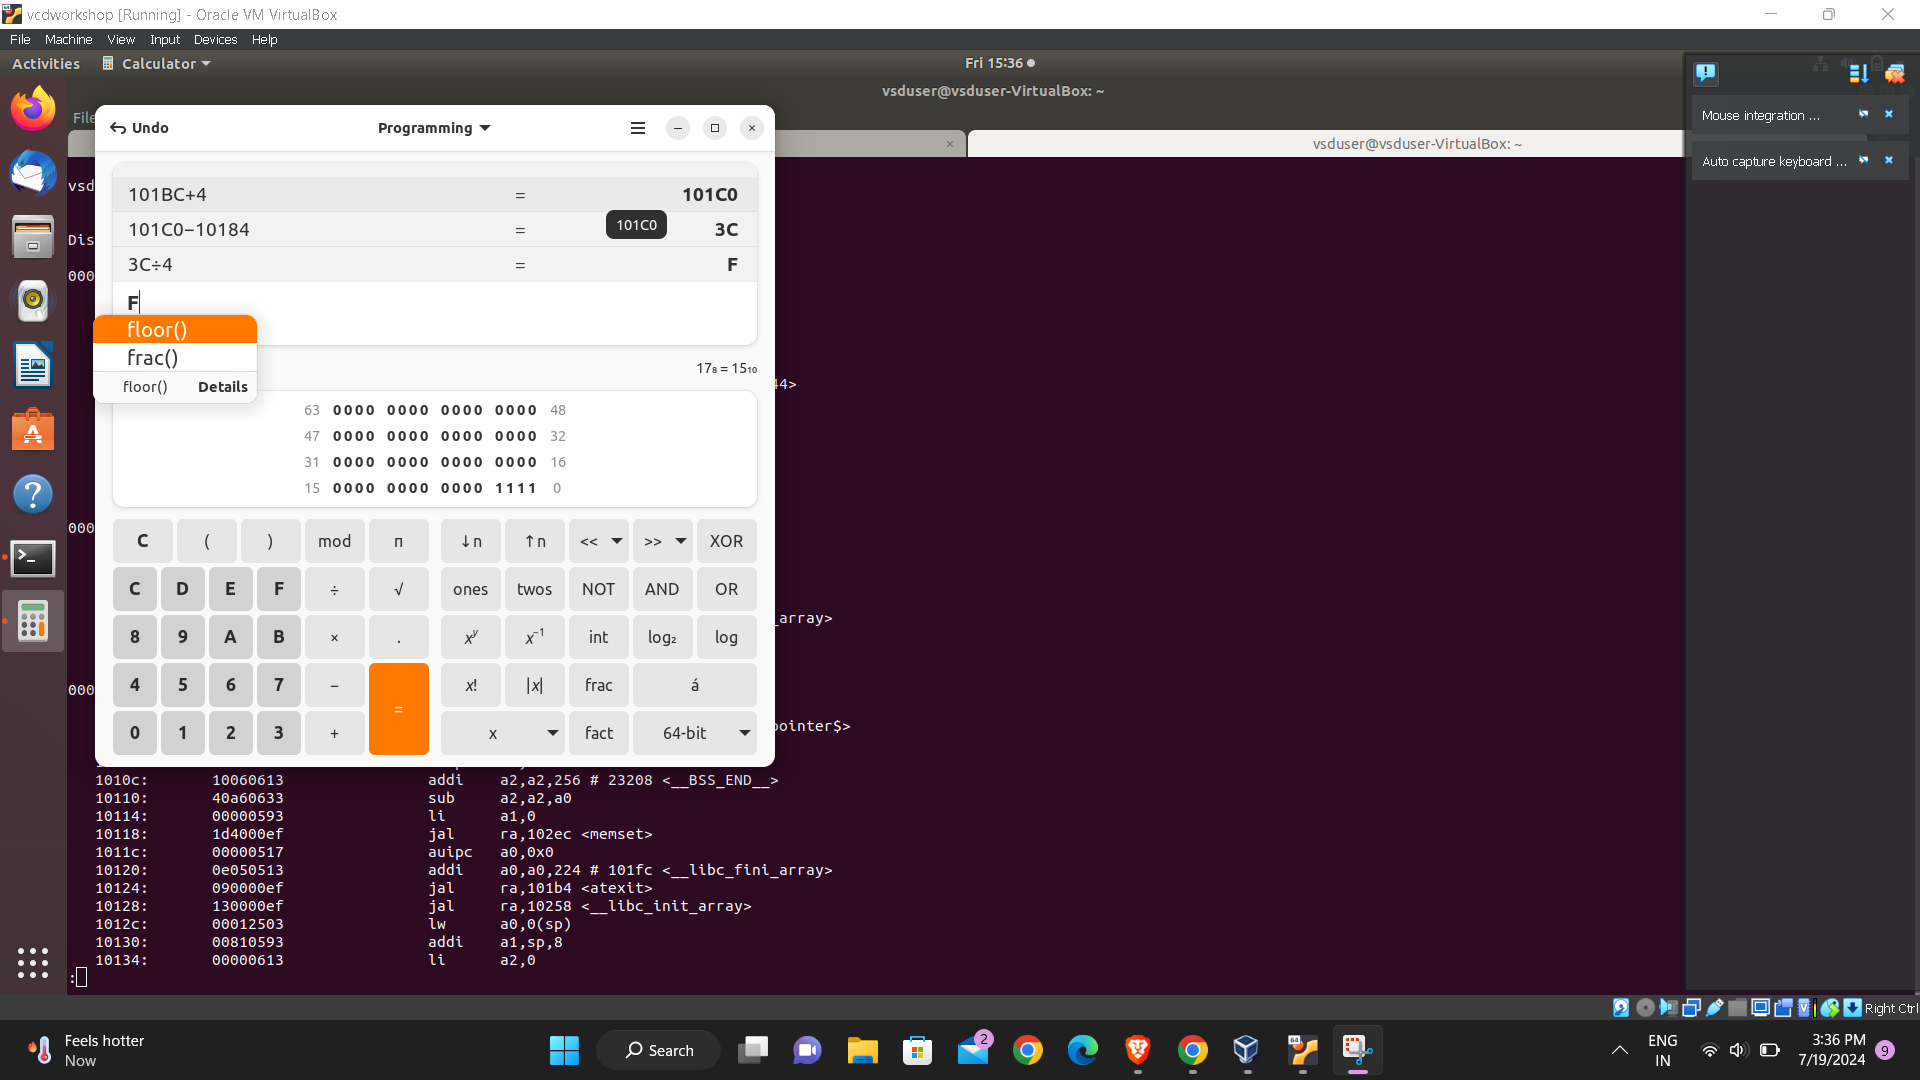 vcdworkshop [Running] - Oracle VM VirtualBox
File Machine View Input Devices Help
Activities Calculator Fri 15:36
vsduser@vsduser-VirtualBox: ~
File
Undo Programming
vsduser@vsduser-VirtualBox: ~
Mouse integration ...
Auto capture keyboard ...
vsd
101BC+4 = 101C0
101C0
101C0−10184 = 3C
Dis
3C÷4 = F
000
F
floor()
frac()
floor() Details
17₈ = 15₁₀
44>
63 0000 0000 0000 0000 48
47 0000 0000 0000 0000 32
31 0000 0000 0000 0000 16
15 0000 0000 0000 1111 0
000
C ( ) mod π ↓n ↑n << >> XOR
C D E F ÷ √ ones twos NOT AND OR
_array>
8 9 A B × . xʸ x⁻¹ int log₂ log
4 5 6 7 − = x! |x| frac á
000
0 1 2 3 + x fact 64-bit
pointer$>
1010c: 10060613 addi a2,a2,256 # 23208 <__BSS_END__>
10110: 40a60633 sub a2,a2,a0
10114: 00000593 li a1,0
10118: 1d4000ef jal ra,102ec <memset>
1011c: 00000517 auipc a0,0x0
10120: 0e050513 addi a0,a0,224 # 101fc <__libc_fini_array>
10124: 090000ef jal ra,101b4 <atexit>
10128: 130000ef jal ra,10258 <__libc_init_array>
1012c: 00012503 lw a0,0(sp)
10130: 00810593 addi a1,sp,8
10134: 00000613 li a2,0
:
Right Ctrl
Feels hotter
Now
Search
2
ENG
IN
3:36 PM
7/19/2024
9